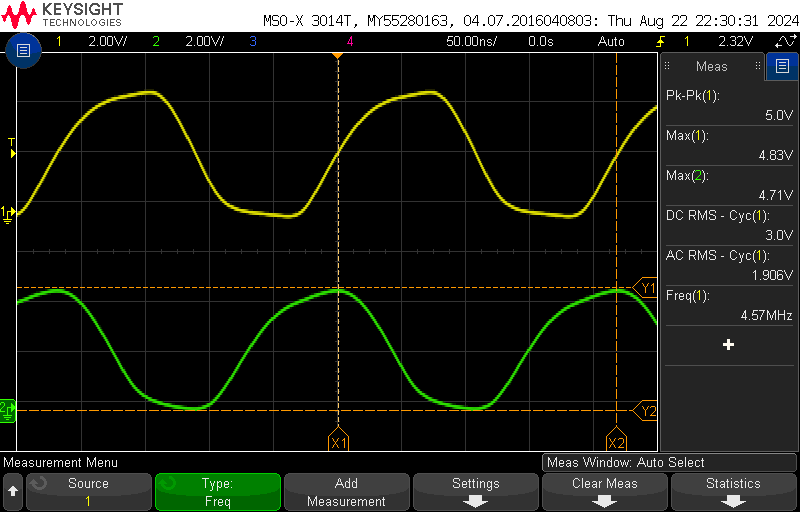 KEYSIGHT
TECHNOLOGIES
MSO-X 3014T, MY55280163, 04.07.2016040803: Thu Aug 22 22:30:31 2024
1 2.00V/ 2 2.00V/ 3 4 50.00ns/ 0.0s Auto 1 2.32V
Meas
Pk-Pk(1):
5.0V
Max(1):
4.83V
Max(2):
4.71V
DC RMS - Cyc(1):
3.0V
AC RMS - Cyc(1):
1.906V
Freq(1):
4.57MHz
T
1
Y1
2
Y2
X1 X2
Measurement Menu
Meas Window: Auto Select
Source
1
Type:
Freq
Add
Measurement
Settings
Clear Meas
Statistics